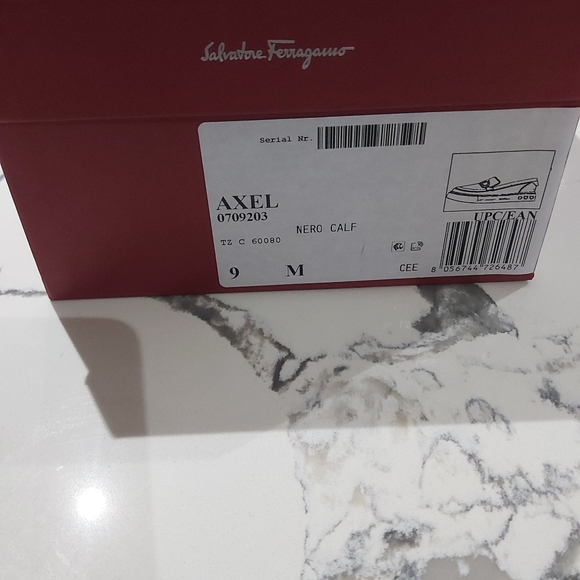 Salvatore Ferragamo
Serial Nr.
AXEL
0709203
NERO CALF
TZ C 60080
UPC/EAN
9 M CEE
8 056744 726487